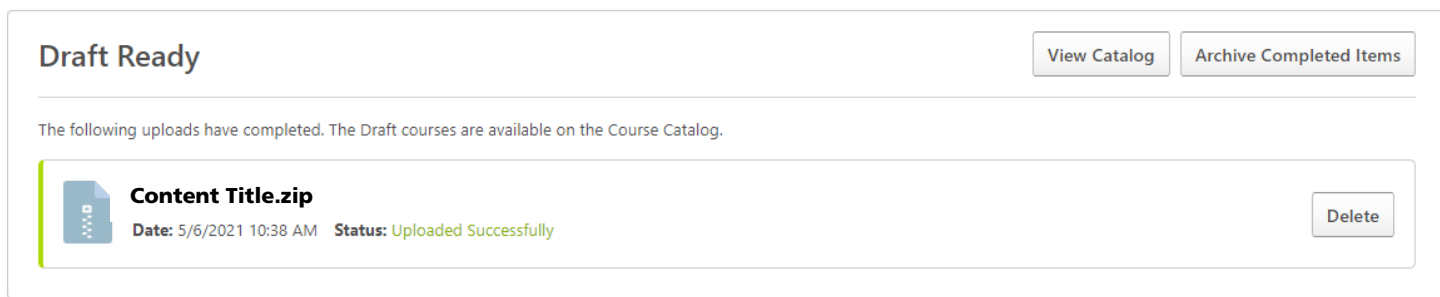 Draft Ready
View Catalog
Archive Completed Items
The following uploads have completed. The Draft courses are available on the Course Catalog.
Content Title.zip
Date: 5/6/2021 10:38 AM Status: Uploaded Successfully
Delete